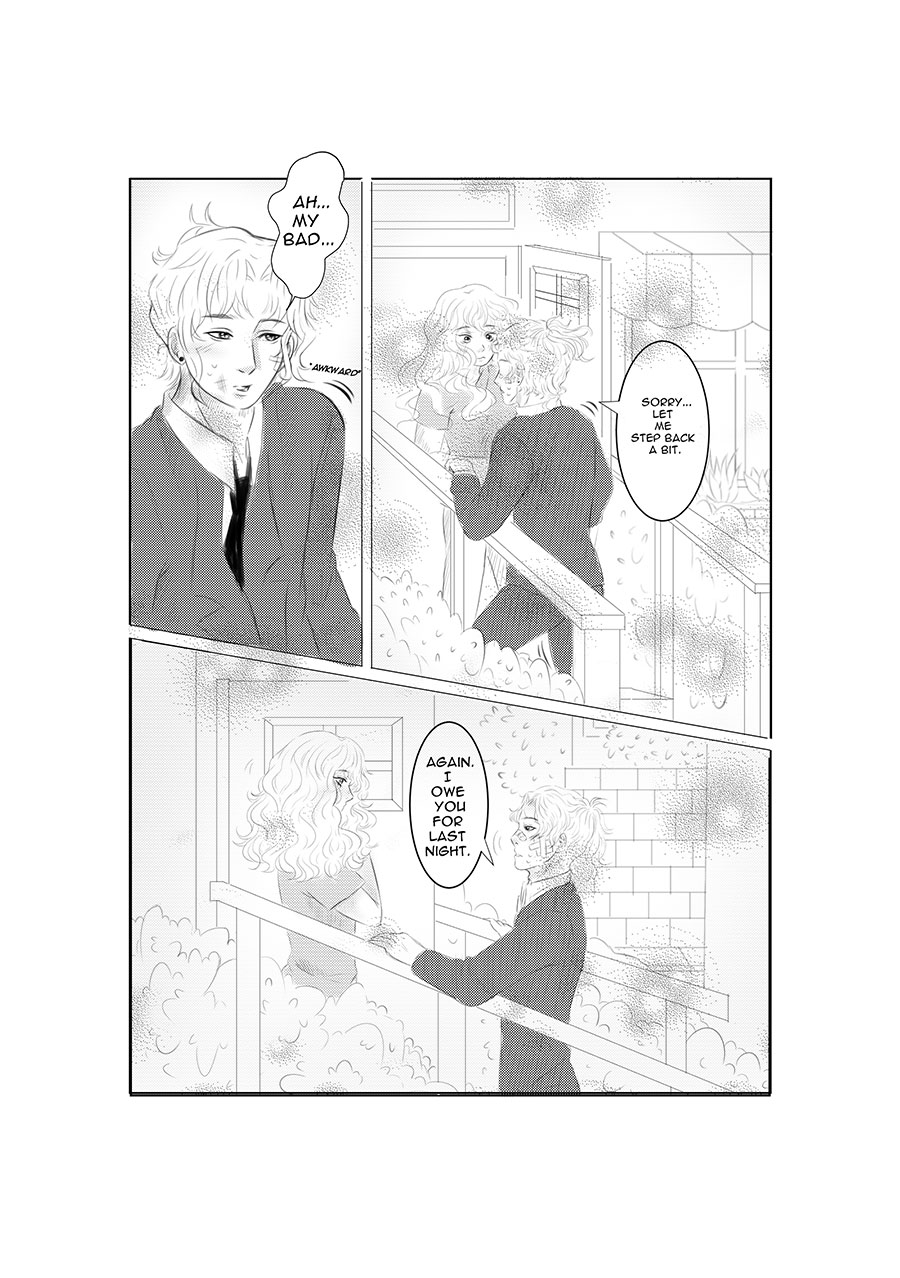 AH...
MY
BAD...
"AWKWARD"
SORRY...
LET
ME
STEP BACK
A BIT.
AGAIN.
I
OWE
YOU
FOR
LAST
NIGHT.